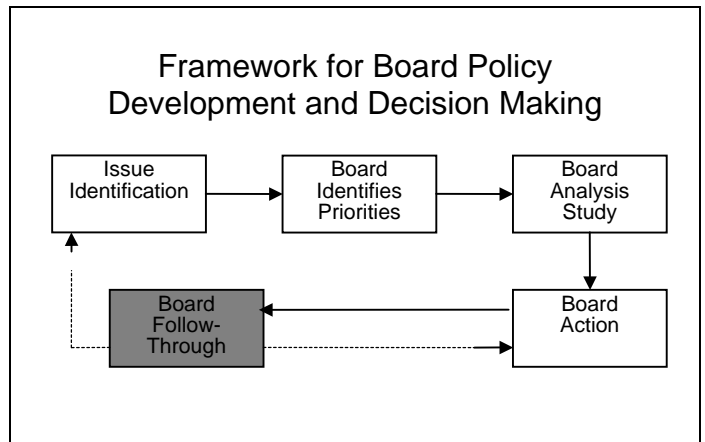 Framework for Board Policy
Development and Decision Making
Issue
Identification
Board
Identifies
Priorities
Board
Analysis
Study
Board
Follow-
Through
Board
Action